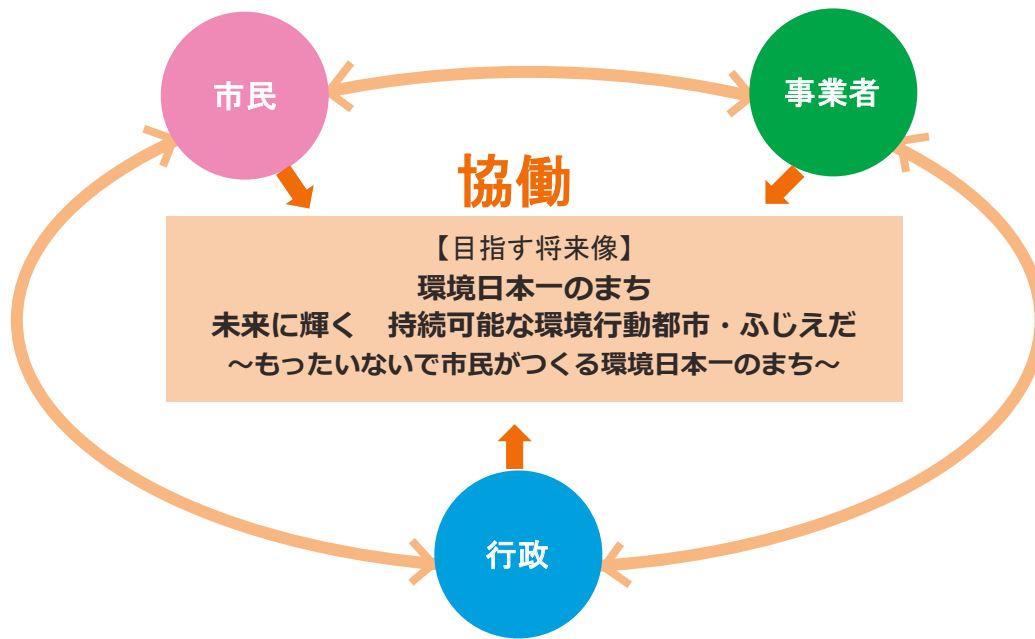 市民
事業者
協働
【目指す将来像】
環境日本一のまち
未来に輝く　持続可能な環境行動都市・ふじえだ
～もったいないで市民がつくる環境日本一のまち～
行政